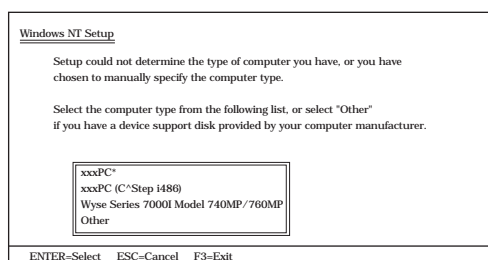 Windows NT Setup
Setup could not determine the type of computer you have, or you have
chosen to manually specify the computer type.
Select the computer type from the following list, or select "Other"
if you have a device support disk provided by your computer manufacturer.
xxxPC*
xxxPC (C^Step i486)
Wyse Series 7000I Model 740MP/760MP
Other
ENTER=Select ESC=Cancel F3=Exit